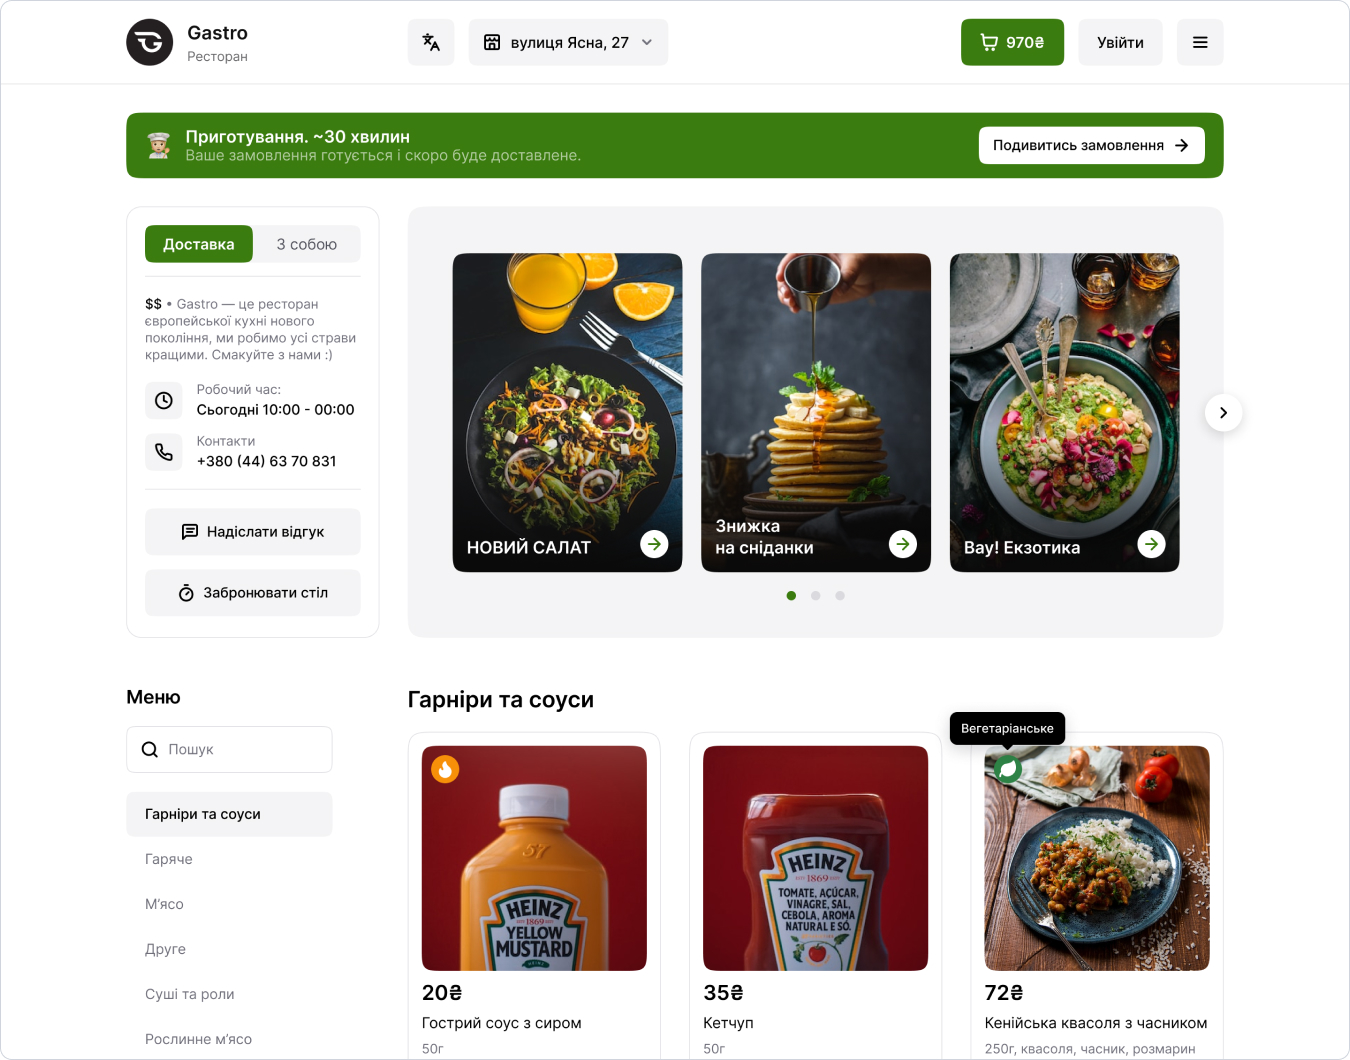 Gastro
Ресторан
вулиця Ясна, 27
970₴
Увійти
Приготування. ~30 хвилин
Ваше замовлення готується і скоро буде доставлене.
Подивитись замовлення
Доставка
З собою
$$ • Gastro — це ресторан
європейської кухні нового
покоління, ми робимо усі страви
кращими. Смакуйте з нами :)
Робочий час:
Сьогодні 10:00 - 00:00
Контакти
+380 (44) 63 70 831
Надіслати відгук
Забронювати стіл
НОВИЙ САЛАТ
Знижка
на сніданки
Вау! Екзотика
Меню
Пошук
Гарніри та соуси
Гаряче
М'ясо
Друге
Суші та роли
Рослинне м'ясо
Гарніри та соуси
Вегетаріанське
57
HEINZ
ESTD 1869
YELLOW
MUSTARD
HEINZ
20₴
Гострий соус з сиром
50г
HEINZ
ESTD 1869
TOMATE, AÇÚCAR,
VINAGRE, SAL,
CEBOLA, AROMA
NATURAL E SÓ.
35₴
Кетчуп
50г
72₴
Кенійська квасоля з часником
250г, квасоля, часник, розмарин